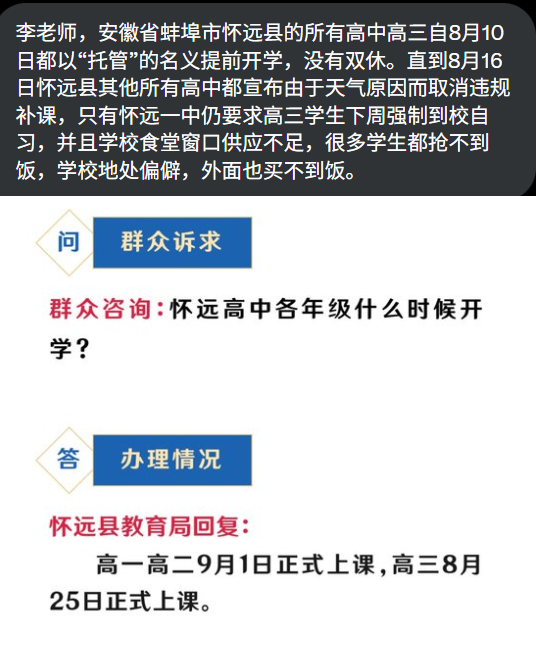 李老师，安徽省蚌埠市怀远县的所有高中高三自8月10
日都以“托管”的名义提前开学，没有双休。直到8月16
日怀远县其他所有高中都宣布由于天气原因而取消违规
补课，只有怀远一中仍要求高三学生下周强制到校自
习，并且学校食堂窗口供应不足，很多学生都抢不到
饭，学校地处偏僻，外面也买不到饭。
问 群众诉求
群众咨询：怀远高中各年级什么时候开
学？
答 办理情况
怀远县教育局回复：
高一高二9月1日正式上课，高三8月
25日正式上课。